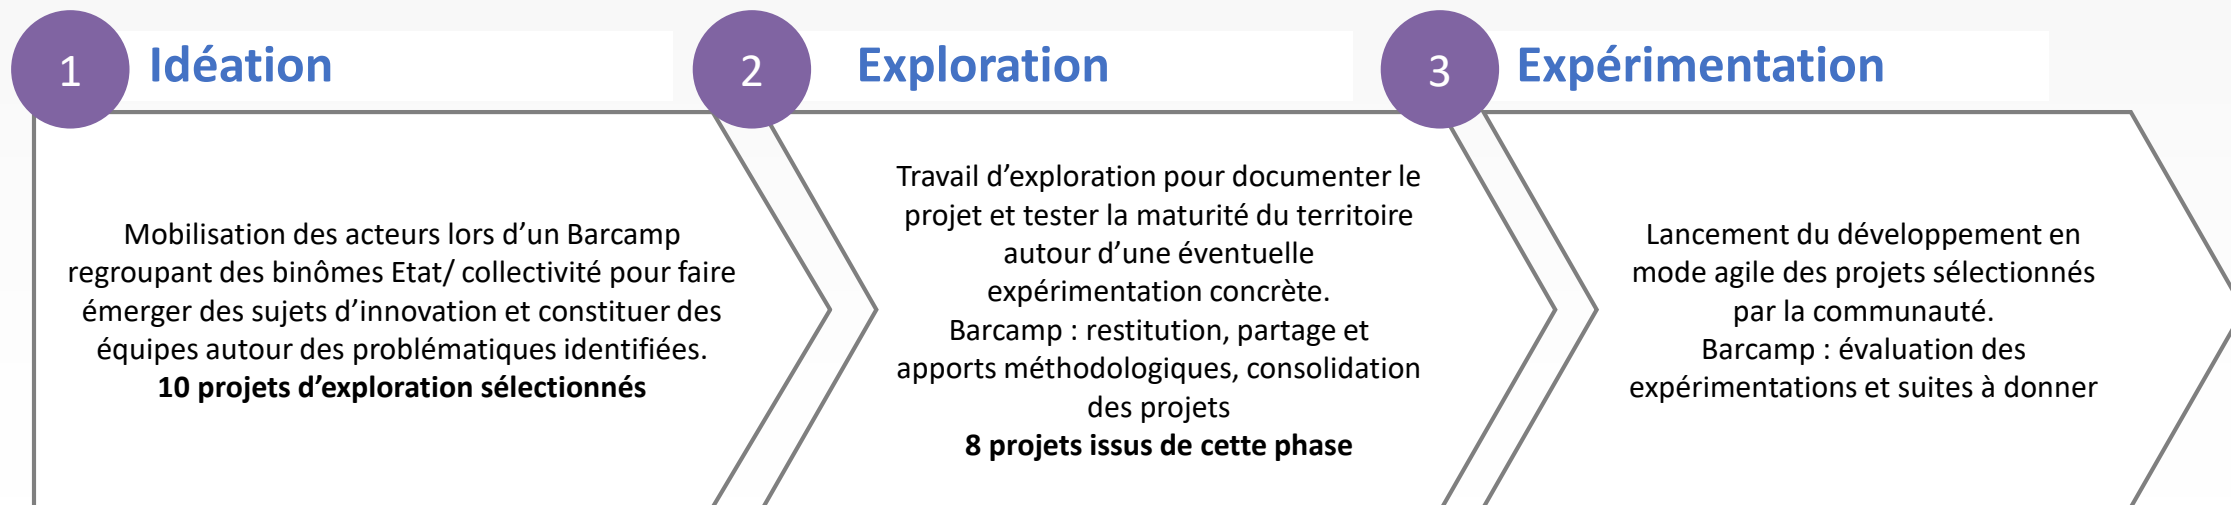 1
Idéation
Mobilisation des acteurs lors d’un Barcamp
regroupant des binômes Etat/ collectivité pour faire
émerger des sujets d’innovation et constituer des
équipes autour des problématiques identifiées.
10 projets d’exploration sélectionnés
2
Exploration
Travail d’exploration pour documenter le
projet et tester la maturité du territoire
autour d’une éventuelle
expérimentation concrète.
Barcamp : restitution, partage et
apports méthodologiques, consolidation
des projets
8 projets issus de cette phase
3
Expérimentation
Lancement du développement en
mode agile des projets sélectionnés
par la communauté.
Barcamp : évaluation des
expérimentations et suites à donner